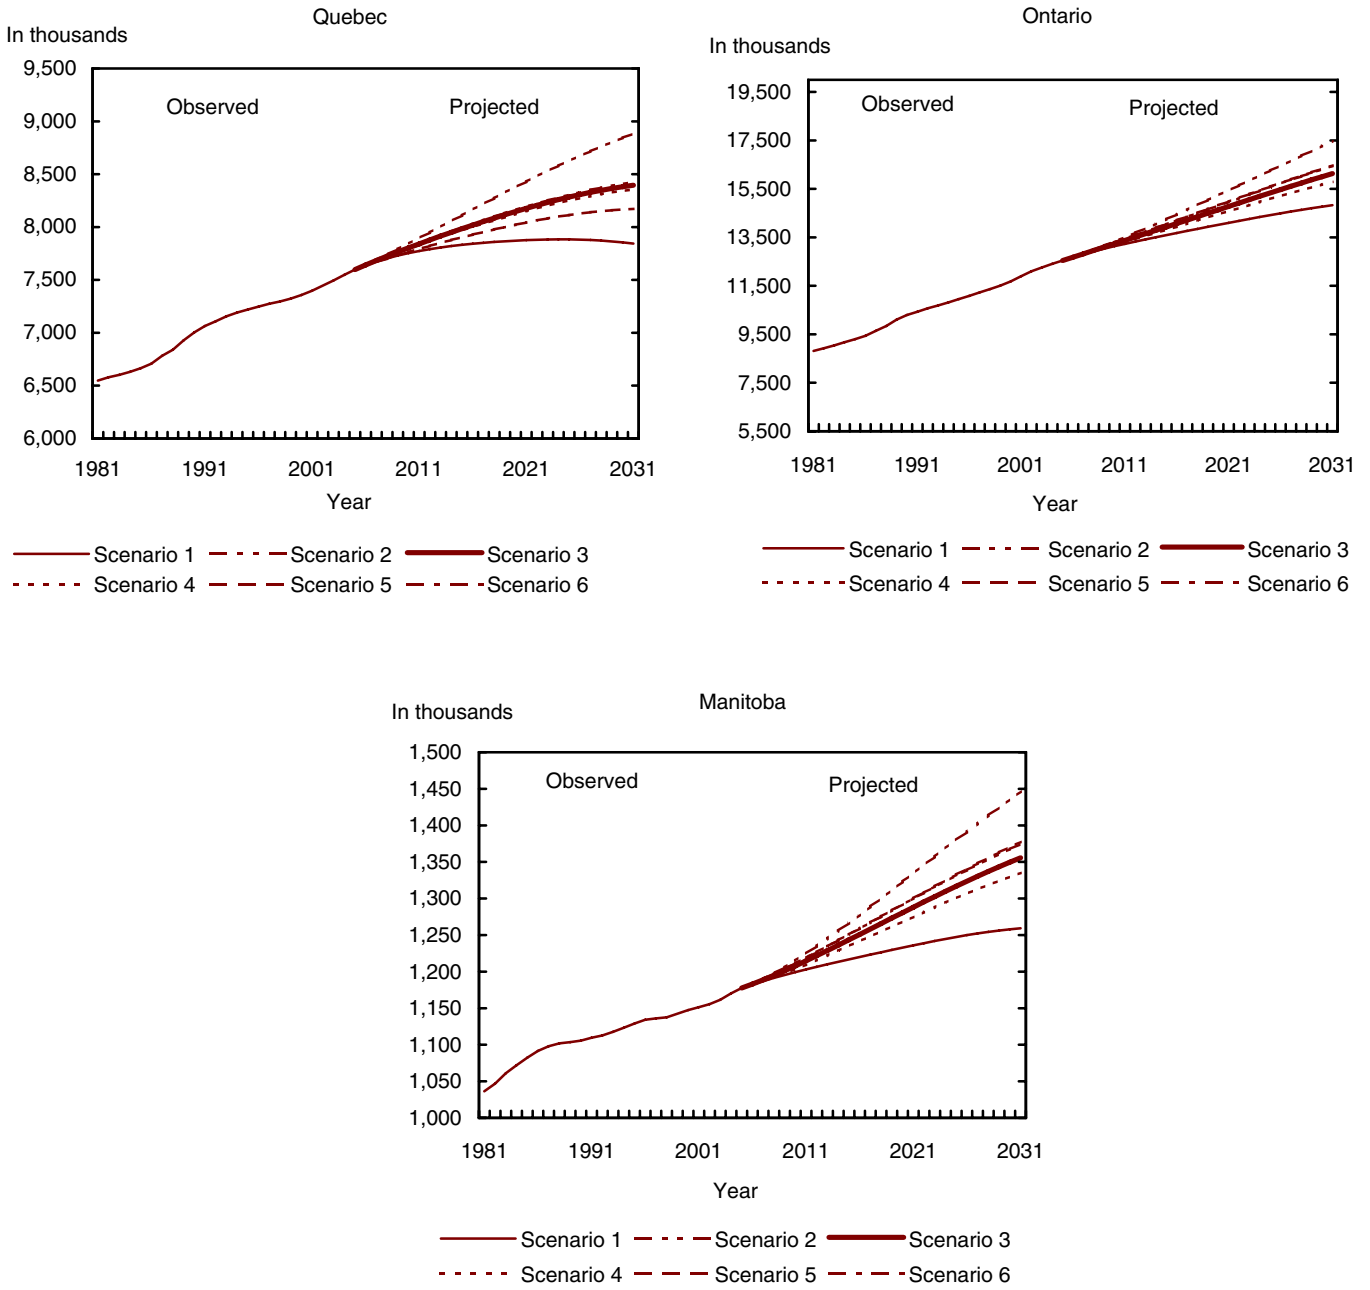 Quebec
In thousands
9,500
9,000
8,500
8,000
7,500
7,000
6,500
6,000
Observed
Projected
1981 1991 2001 2011 2021 2031
Year
Scenario 1 Scenario 2 Scenario 3
Scenario 4 Scenario 5 Scenario 6
Ontario
In thousands
19,500
17,500
15,500
13,500
11,500
9,500
7,500
5,500
Observed
Projected
1981 1991 2001 2011 2021 2031
Year
Scenario 1 Scenario 2 Scenario 3
Scenario 4 Scenario 5 Scenario 6
Manitoba
In thousands
1,500
1,450
1,400
1,350
1,300
1,250
1,200
1,150
1,100
1,050
1,000
Observed
Projected
1981 1991 2001 2011 2021 2031
Year
Scenario 1 Scenario 2 Scenario 3
Scenario 4 Scenario 5 Scenario 6